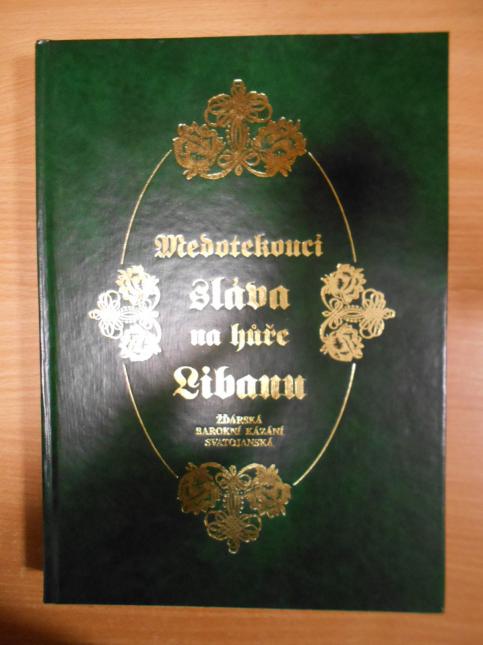 Medotekoucí
sláva
na hůře
Libanu
ŽĎÁRSKÁ
BAROKNÍ KÁZÁNÍ
SVATOJANSKÁ